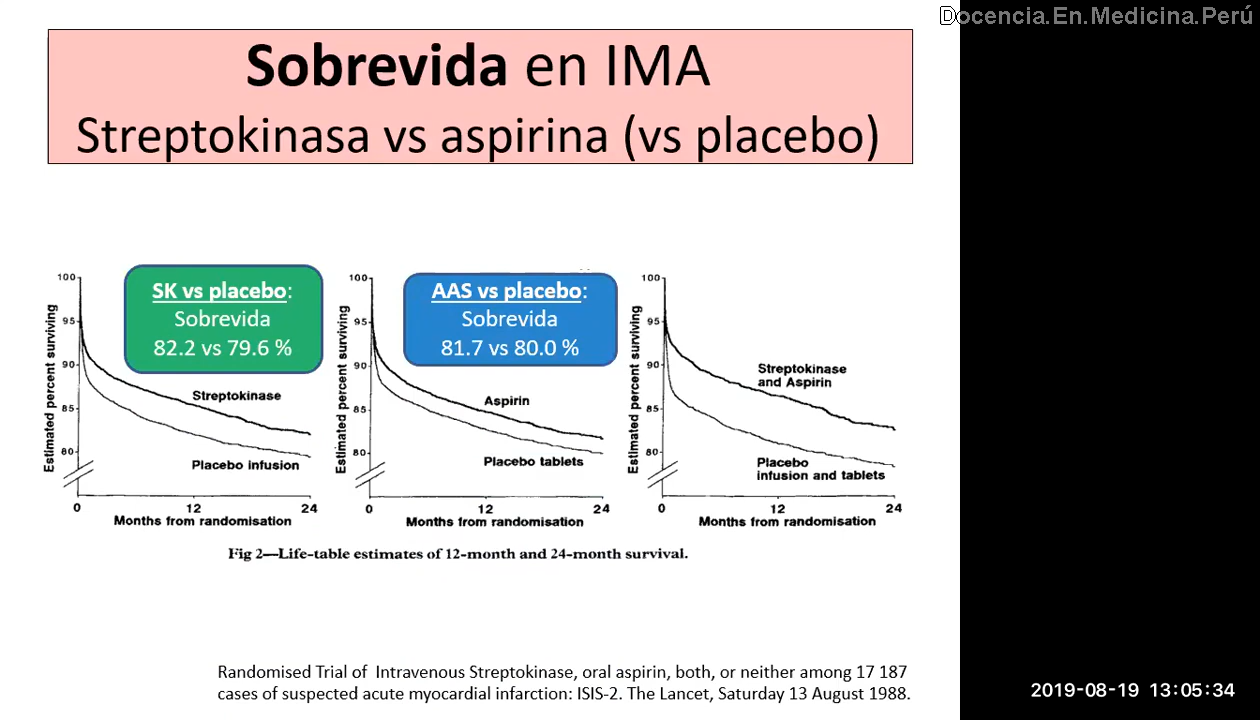 Docencia.En.Medicina.Perú
Sobrevida en IMA
Streptokinasa vs aspirina (vs placebo)
SK vs placebo:
Sobrevida
82.2 vs 79.6 %
Estimated percent surviving
100
95
90
85
80
Streptokinase
Placebo infusion
0 12 24
Months from randomisation
AAS vs placebo:
Sobrevida
81.7 vs 80.0 %
Estimated percent surviving
100
95
90
85
80
Aspirin
Placebo tablets
0 12 24
Months from randomisation
Estimated percent surviving
100
95
90
85
80
Streptokinase
and Aspirin
Placebo
infusion and tablets
0 12 24
Months from randomisation
Fig 2—Life-table estimates of 12-month and 24-month survival.
Randomised Trial of Intravenous Streptokinase, oral aspirin, both, or neither among 17 187
cases of suspected acute myocardial infarction: ISIS-2. The Lancet, Saturday 13 August 1988.
2019-08-19 13:05:34